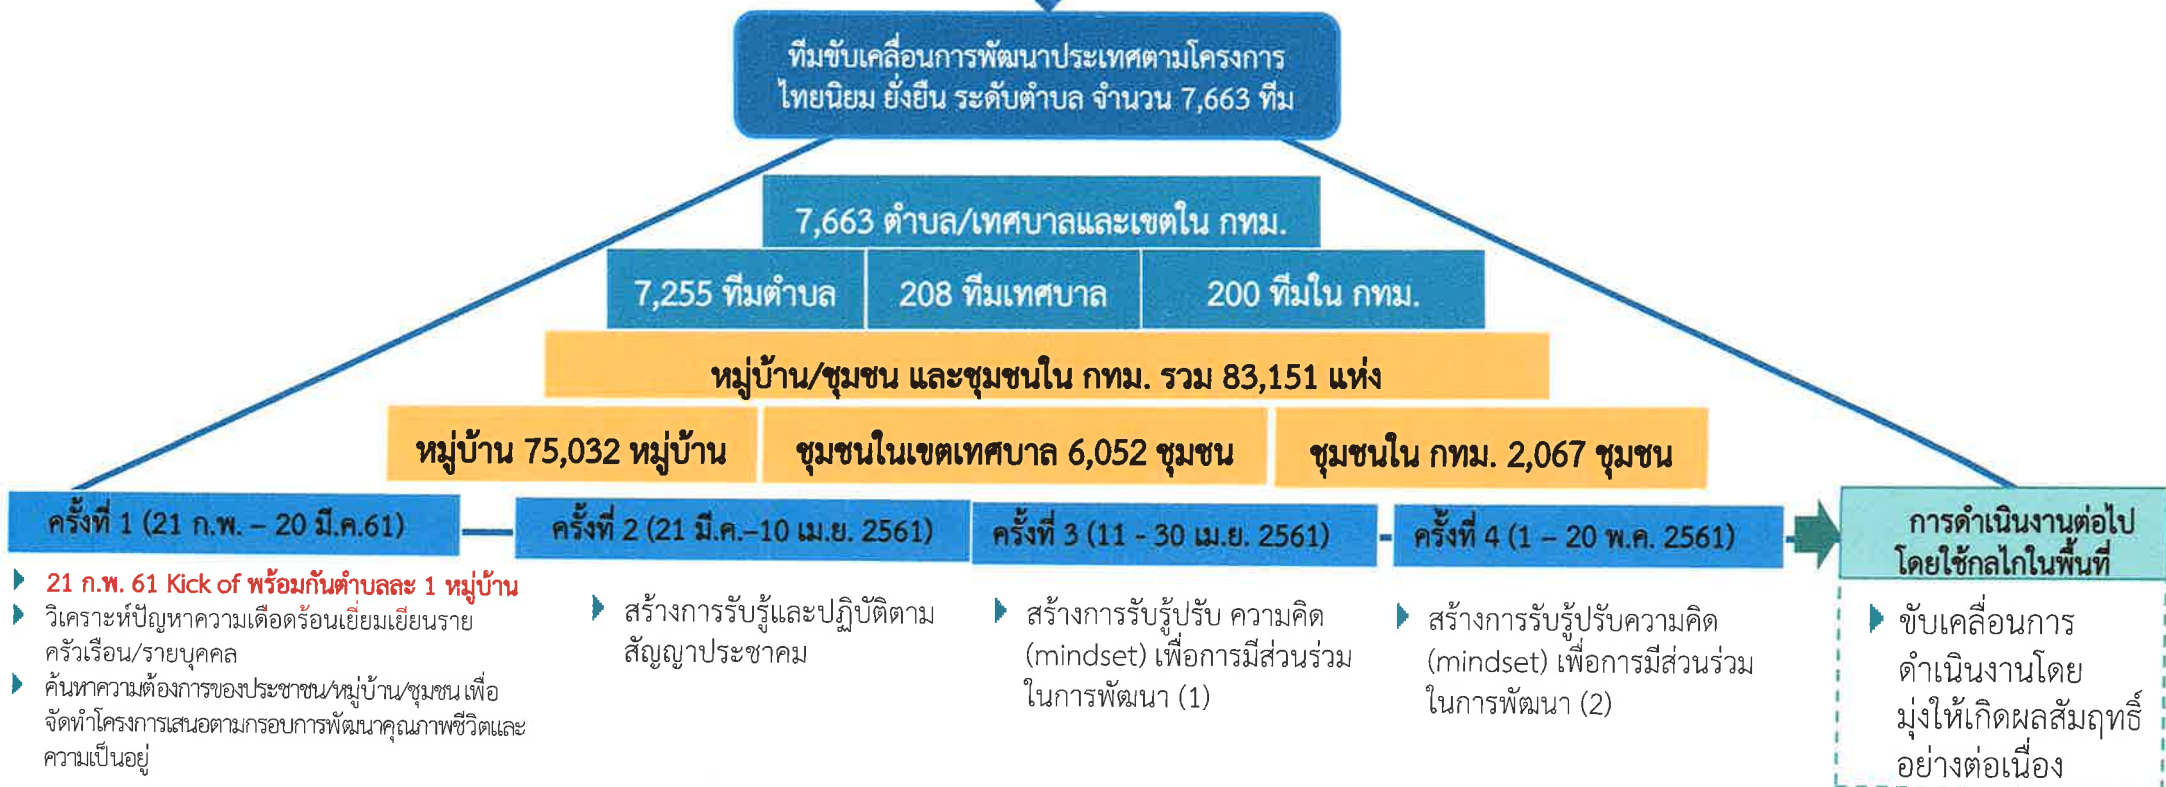 ทีมขับเคลื่อนการพัฒนาประเทศตามโครงการ
ไทยนิยม ยั่งยืน ระดับตำบล จำนวน 7,663 ทีม
7,663 ตำบล/เทศบาลและเขตใน กทม.
7,255 ทีมตำบล
208 ทีมเทศบาล
200 ทีมใน กทม.
หมู่บ้าน/ชุมชน และชุมชนใน กทม. รวม 83,151 แห่ง
หมู่บ้าน 75,032 หมู่บ้าน
ชุมชนในเขตเทศบาล 6,052 ชุมชน
ชุมชนใน กทม. 2,067 ชุมชน
ครั้งที่ 1 (21 ก.พ. – 20 มี.ค.61)
21 ก.พ. 61 Kick of พร้อมกันตำบลละ 1 หมู่บ้าน
วิเคราะห์ปัญหาความเดือดร้อนเยี่ยมเยียนราย
ครัวเรือน/รายบุคคล
ค้นหาความต้องการของประชาชน/หมู่บ้าน/ชุมชน เพื่อ
จัดทำโครงการเสนอตามกรอบการพัฒนาคุณภาพชีวิตและ
ความเป็นอยู่
ครั้งที่ 2 (21 มี.ค.–10 เม.ย. 2561)
สร้างการรับรู้และปฏิบัติตาม
สัญญาประชาคม
ครั้งที่ 3 (11 - 30 เม.ย. 2561)
สร้างการรับรู้ปรับ ความคิด
(mindset) เพื่อการมีส่วนร่วม
ในการพัฒนา (1)
ครั้งที่ 4 (1 – 20 พ.ค. 2561)
สร้างการรับรู้ปรับความคิด
(mindset) เพื่อการมีส่วนร่วม
ในการพัฒนา (2)
การดำเนินงานต่อไป
โดยใช้กลไกในพื้นที่
ขับเคลื่อนการ
ดำเนินงานโดย
มุ่งให้เกิดผลสัมฤทธิ์
อย่างต่อเนื่อง